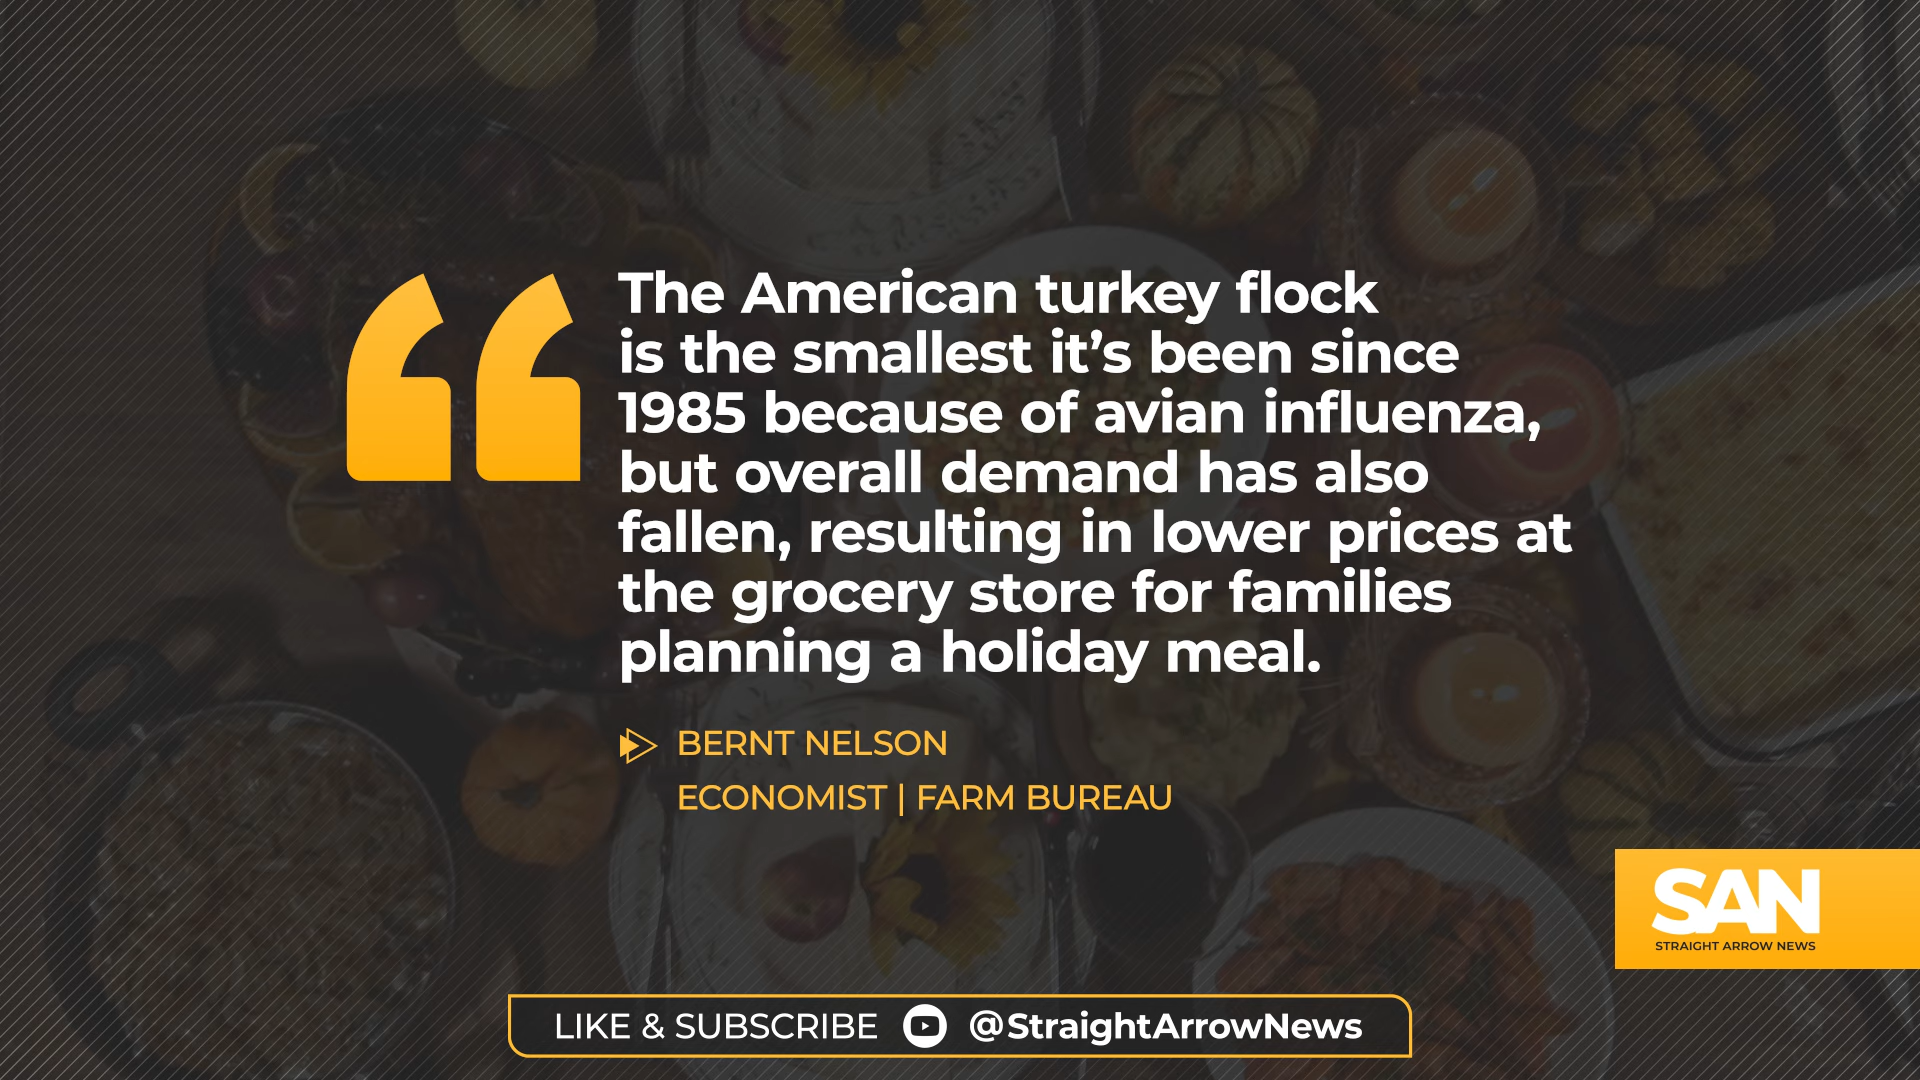 The American turkey flock
is the smallest it’s been since
1985 because of avian influenza,
but overall demand has also
fallen, resulting in lower prices at
the grocery store for families
planning a holiday meal.
BERNT NELSON
ECONOMIST | FARM BUREAU
SAN
STRAIGHT ARROW NEWS
LIKE & SUBSCRIBE @StraightArrowNews